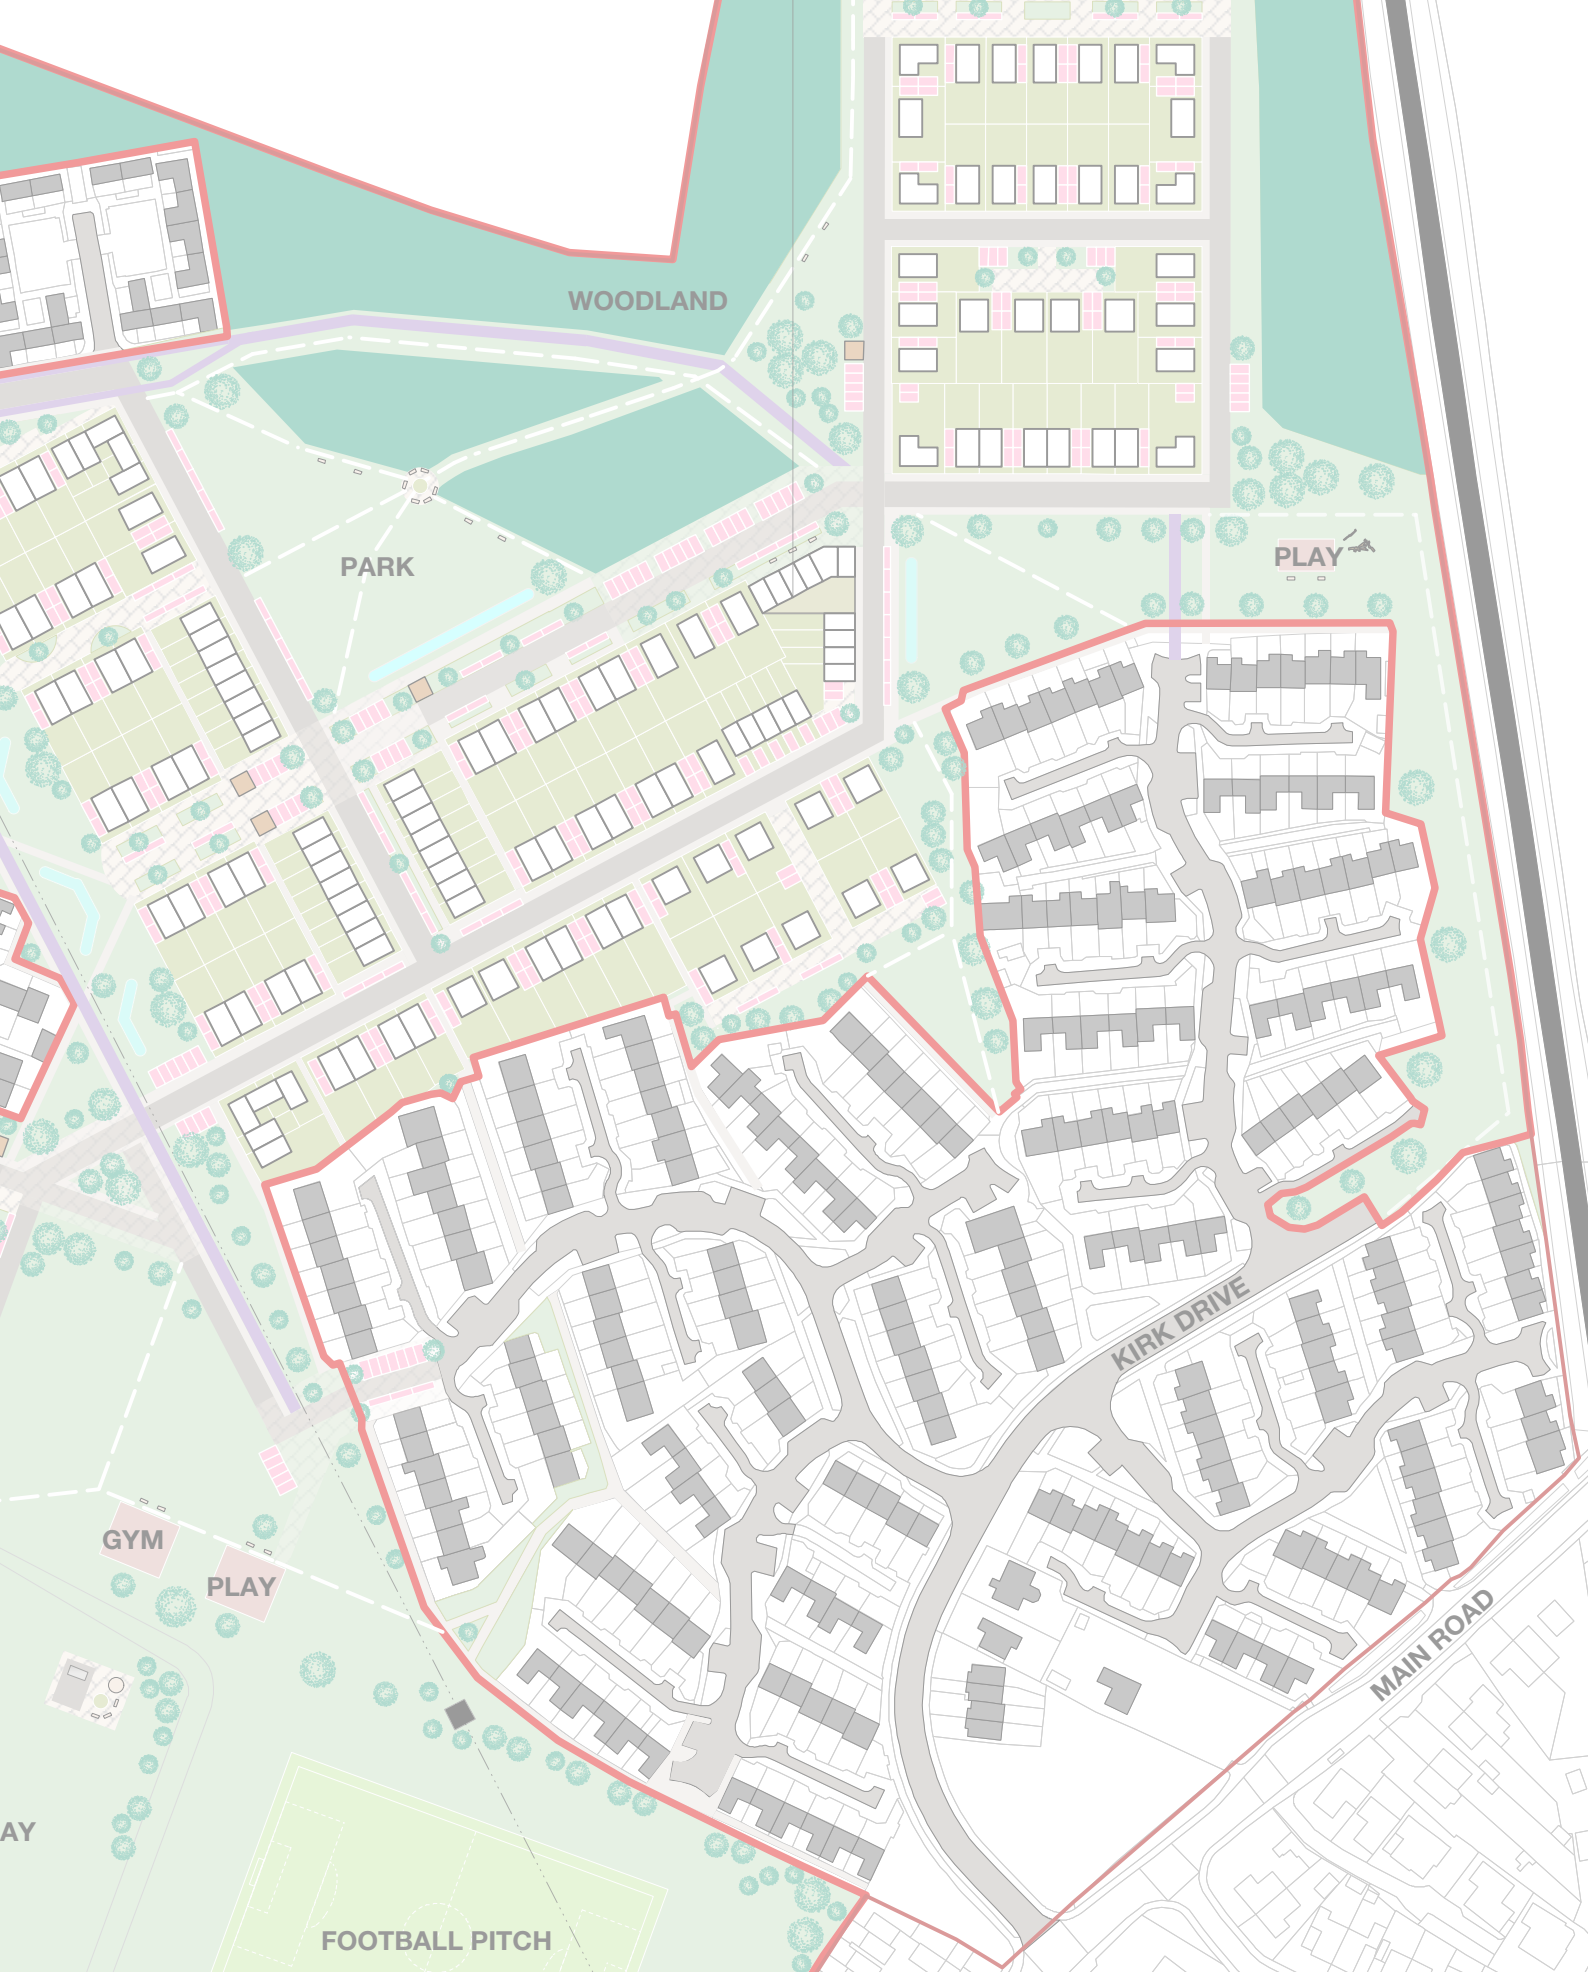 WOODLAND
PARK
PLAY
KIRK DRIVE
GYM
PLAY
MAIN ROAD
AY
FOOTBALL PITCH